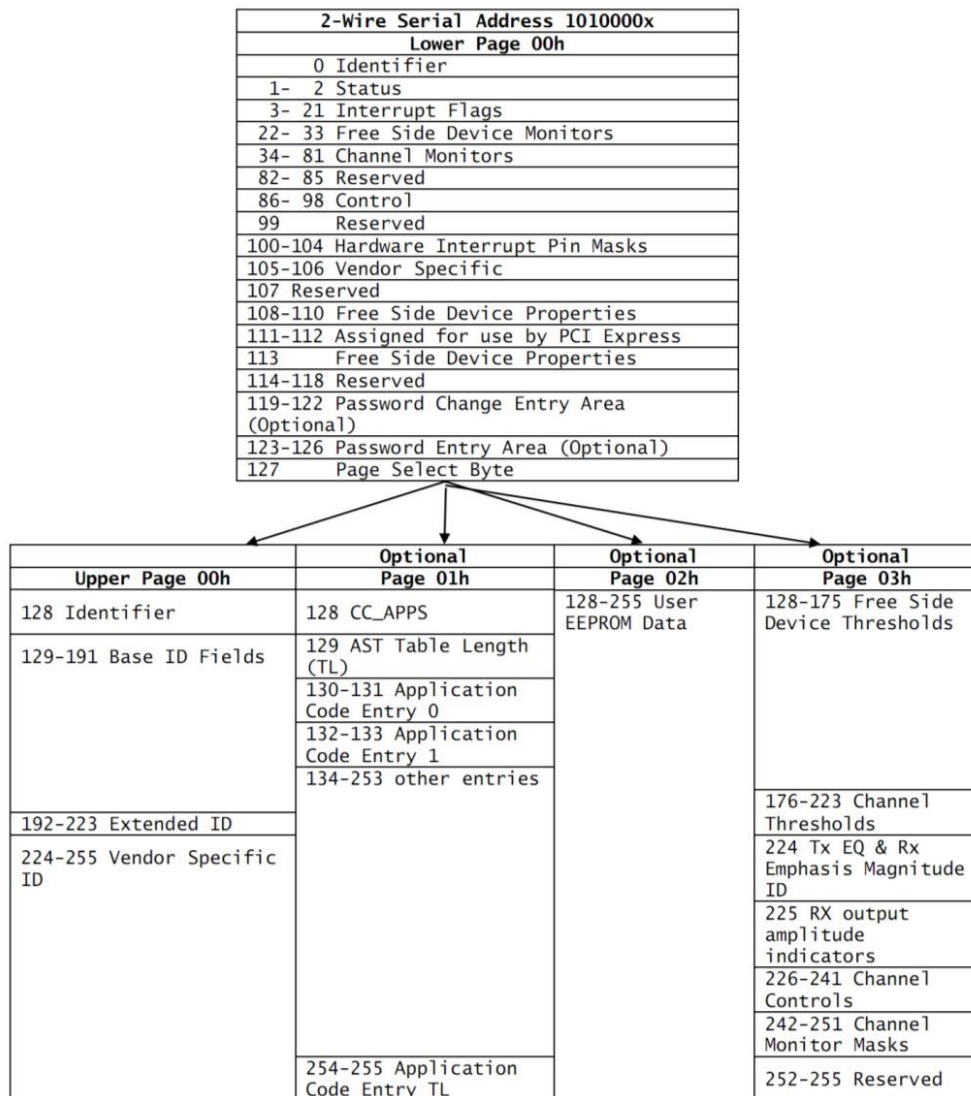 2-Wire Serial Address 1010000x
Lower Page 00h
0 Identifier
1- 2 Status
3- 21 Interrupt Flags
22- 33 Free Side Device Monitors
34- 81 Channel Monitors
82- 85 Reserved
86- 98 Control
99 Reserved
100-104 Hardware Interrupt Pin Masks
105-106 Vendor Specific
107 Reserved
108-110 Free Side Device Properties
111-112 Assigned for use by PCI Express
113 Free Side Device Properties
114-118 Reserved
119-122 Password Change Entry Area
(Optional)
123-126 Password Entry Area (Optional)
127 Page Select Byte
Upper Page 00h
128 Identifier
129-191 Base ID Fields
192-223 Extended ID
224-255 Vendor Specific
ID
Optional
Page 01h
128 CC_APPS
129 AST Table Length
(TL)
130-131 Application
Code Entry 0
132-133 Application
Code Entry 1
134-253 other entries
254-255 Application
Code Entry TL
Optional
Page 02h
128-255 User
EEPROM Data
Optional
Page 03h
128-175 Free Side
Device Thresholds
176-223 Channel
Thresholds
224 Tx EQ & Rx
Emphasis Magnitude
ID
225 RX output
amplitude
indicators
226-241 Channel
Controls
242-251 Channel
Monitor Masks
252-255 Reserved